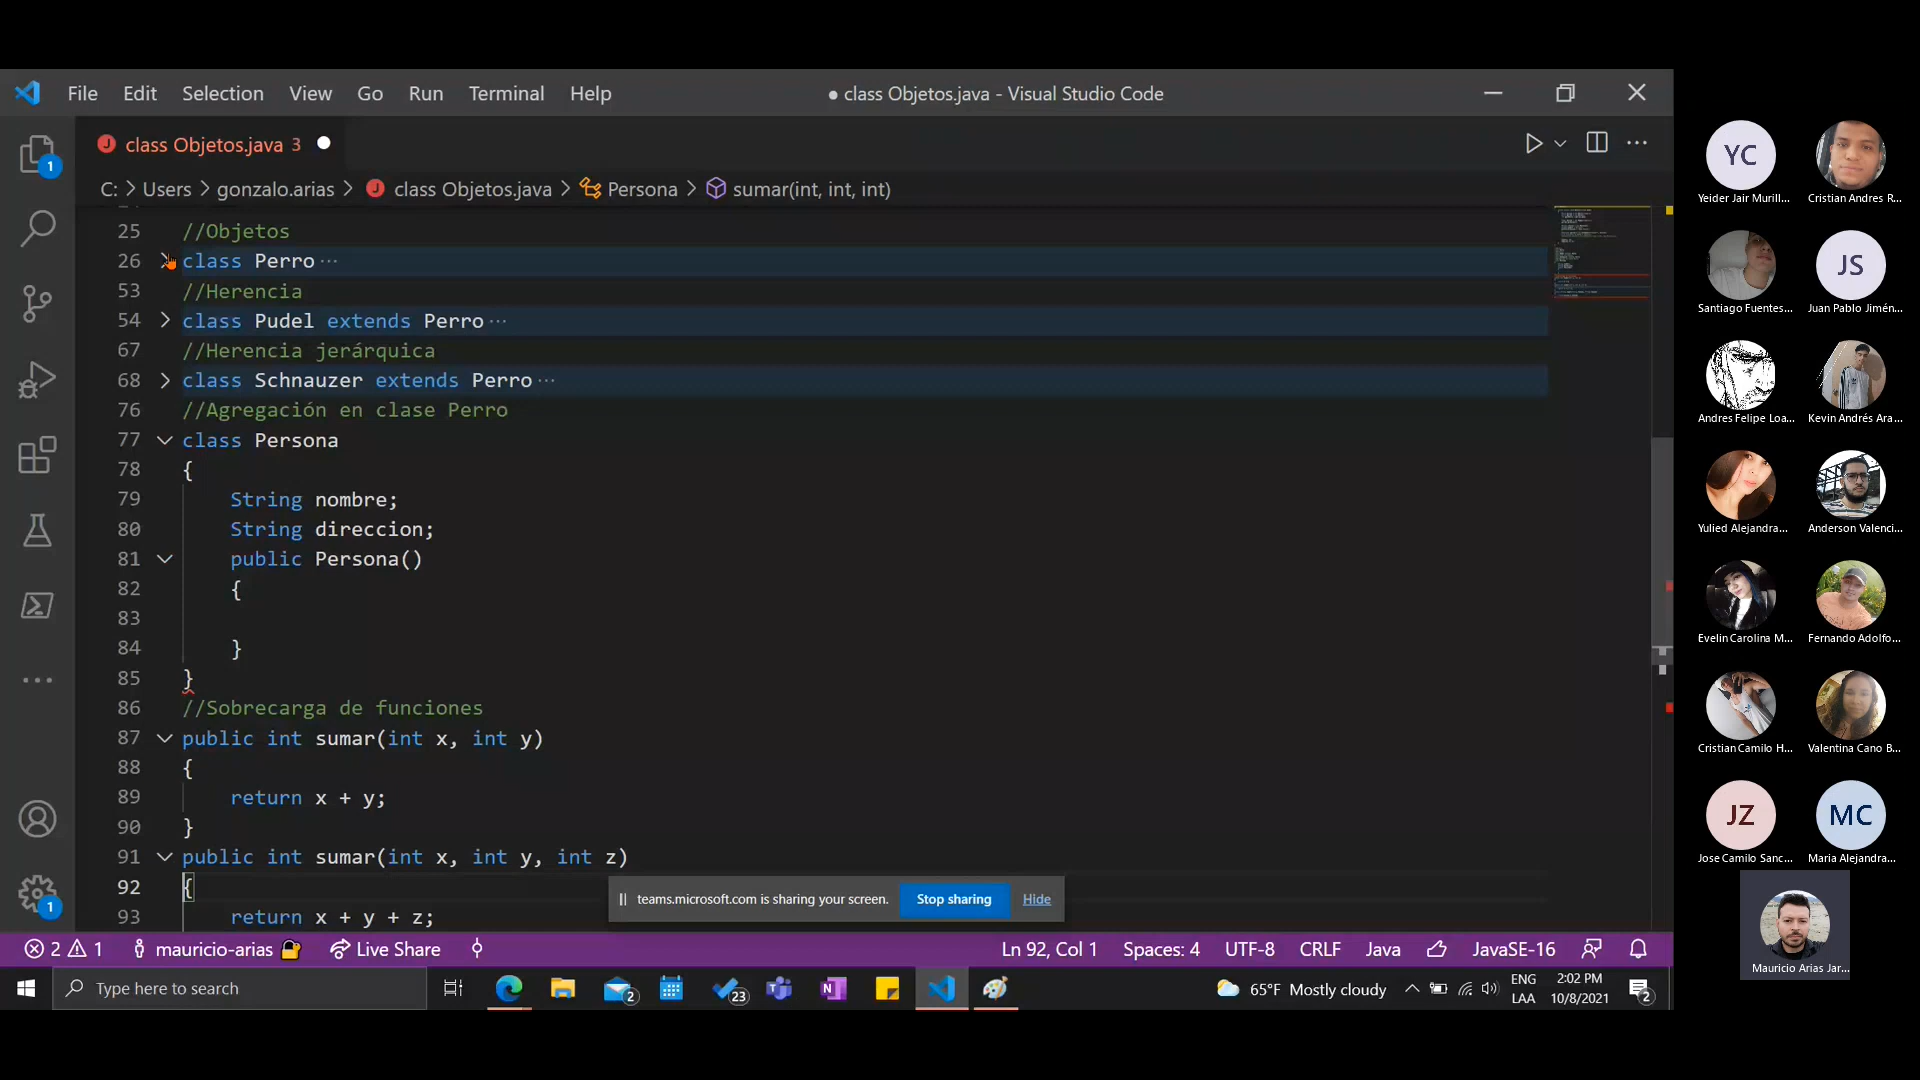 File Edit Selection View Go Run Terminal Help
● class Objetos.java - Visual Studio Code
class Objetos.java 3
C: > Users > gonzalo.arias > class Objetos.java > Persona > sumar(int, int, int)
25 //Objetos
26 class Perro ···
53 //Herencia
54 class Pudel extends Perro ···
67 //Herencia jerárquica
68 class Schnauzer extends Perro ···
76 //Agregación en clase Perro
77 class Persona
78 {
79 String nombre;
80 String direccion;
81 public Persona()
82 {
83
84 }
85 }
86 //Sobrecarga de funciones
87 public int sumar(int x, int y)
88 {
89 return x + y;
90 }
91 public int sumar(int x, int y, int z)
92 {
93 return x + y + z;
teams.microsoft.com is sharing your screen. Stop sharing Hide
1
1
2 1 mauricio-arias Live Share
Ln 92, Col 1 Spaces: 4 UTF-8 CRLF Java JavaSE-16
Type here to search
2
23
65°F Mostly cloudy
ENG
LAA
2:02 PM
10/8/2021
2
YC
Yeider Jair Murill...
Cristian Andres R...
Santiago Fuentes...
JS
Juan Pablo Jimén...
Andres Felipe Loa...
Kevin Andrés Ara...
Yulied Alejandra...
Anderson Valenci...
Evelin Carolina M...
Fernando Adolfo...
Cristian Camilo H...
Valentina Cano B...
JZ
Jose Camilo Sanc...
MC
Maria Alejandra...
Mauricio Arias Jar...